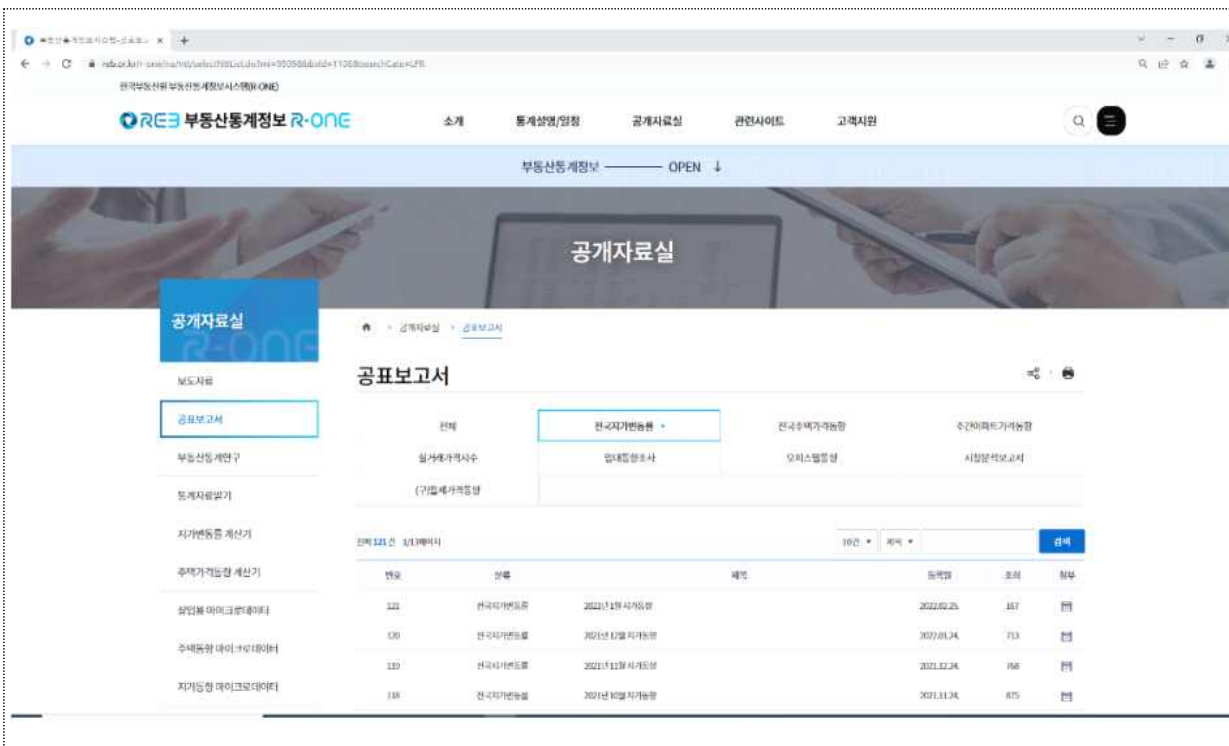 한국부동산원 부동산통계정보시스템(R-ONE)
REB 부동산통계정보 R-ONE
소개 통계설명/일정 공개자료실 관련사이트 고객지원
부동산통계정보 OPEN ↓
공개자료실
공개자료실
R-ONE
> 공개자료실 > 공표보고서
공표보고서
보도자료
공표보고서
부동산통계연구
통계자료받기
지가변동률 계산기
주택가격동향 계산기
상업용 마이크로데이터
주택동향 마이크로데이터
지가동향 마이크로데이터
전체 전국지가변동률 전국주택가격동향 주간아파트가격동향
실거래가격지수 임대동향조사 오피스텔동향 시장분석보고서
(구)월세가격동향
전체 121 건 1/13페이지 10건 제목 검색
번호 분류 제목 등록일 조회 첨부
121 전국지가변동률 2022년 1월 지가동향 2022.02.25. 167
120 전국지가변동률 2021년 12월 지가동향 2022.01.24. 713
119 전국지가변동률 2021년 11월 지가동향 2021.12.24. 768
118 전국지가변동률 2021년 10월 지가동향 2021.11.24. 875